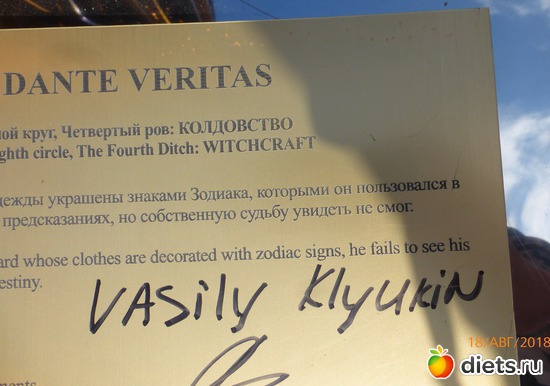 DANTE VERITAS
ой круг, Четвертый ров: КОЛДОВСТВО
ghth circle, The Fourth Ditch: WITCHCRAFT
дежды украшены знаками Зодиака, которыми он пользовался в
предсказаниях, но собственную судьбу увидеть не смог.
ard whose clothes are decorated with zodiac signs, he fails to see his
estiny.
VASily KlyuKiN
18/АВГ/2018
diets.ru